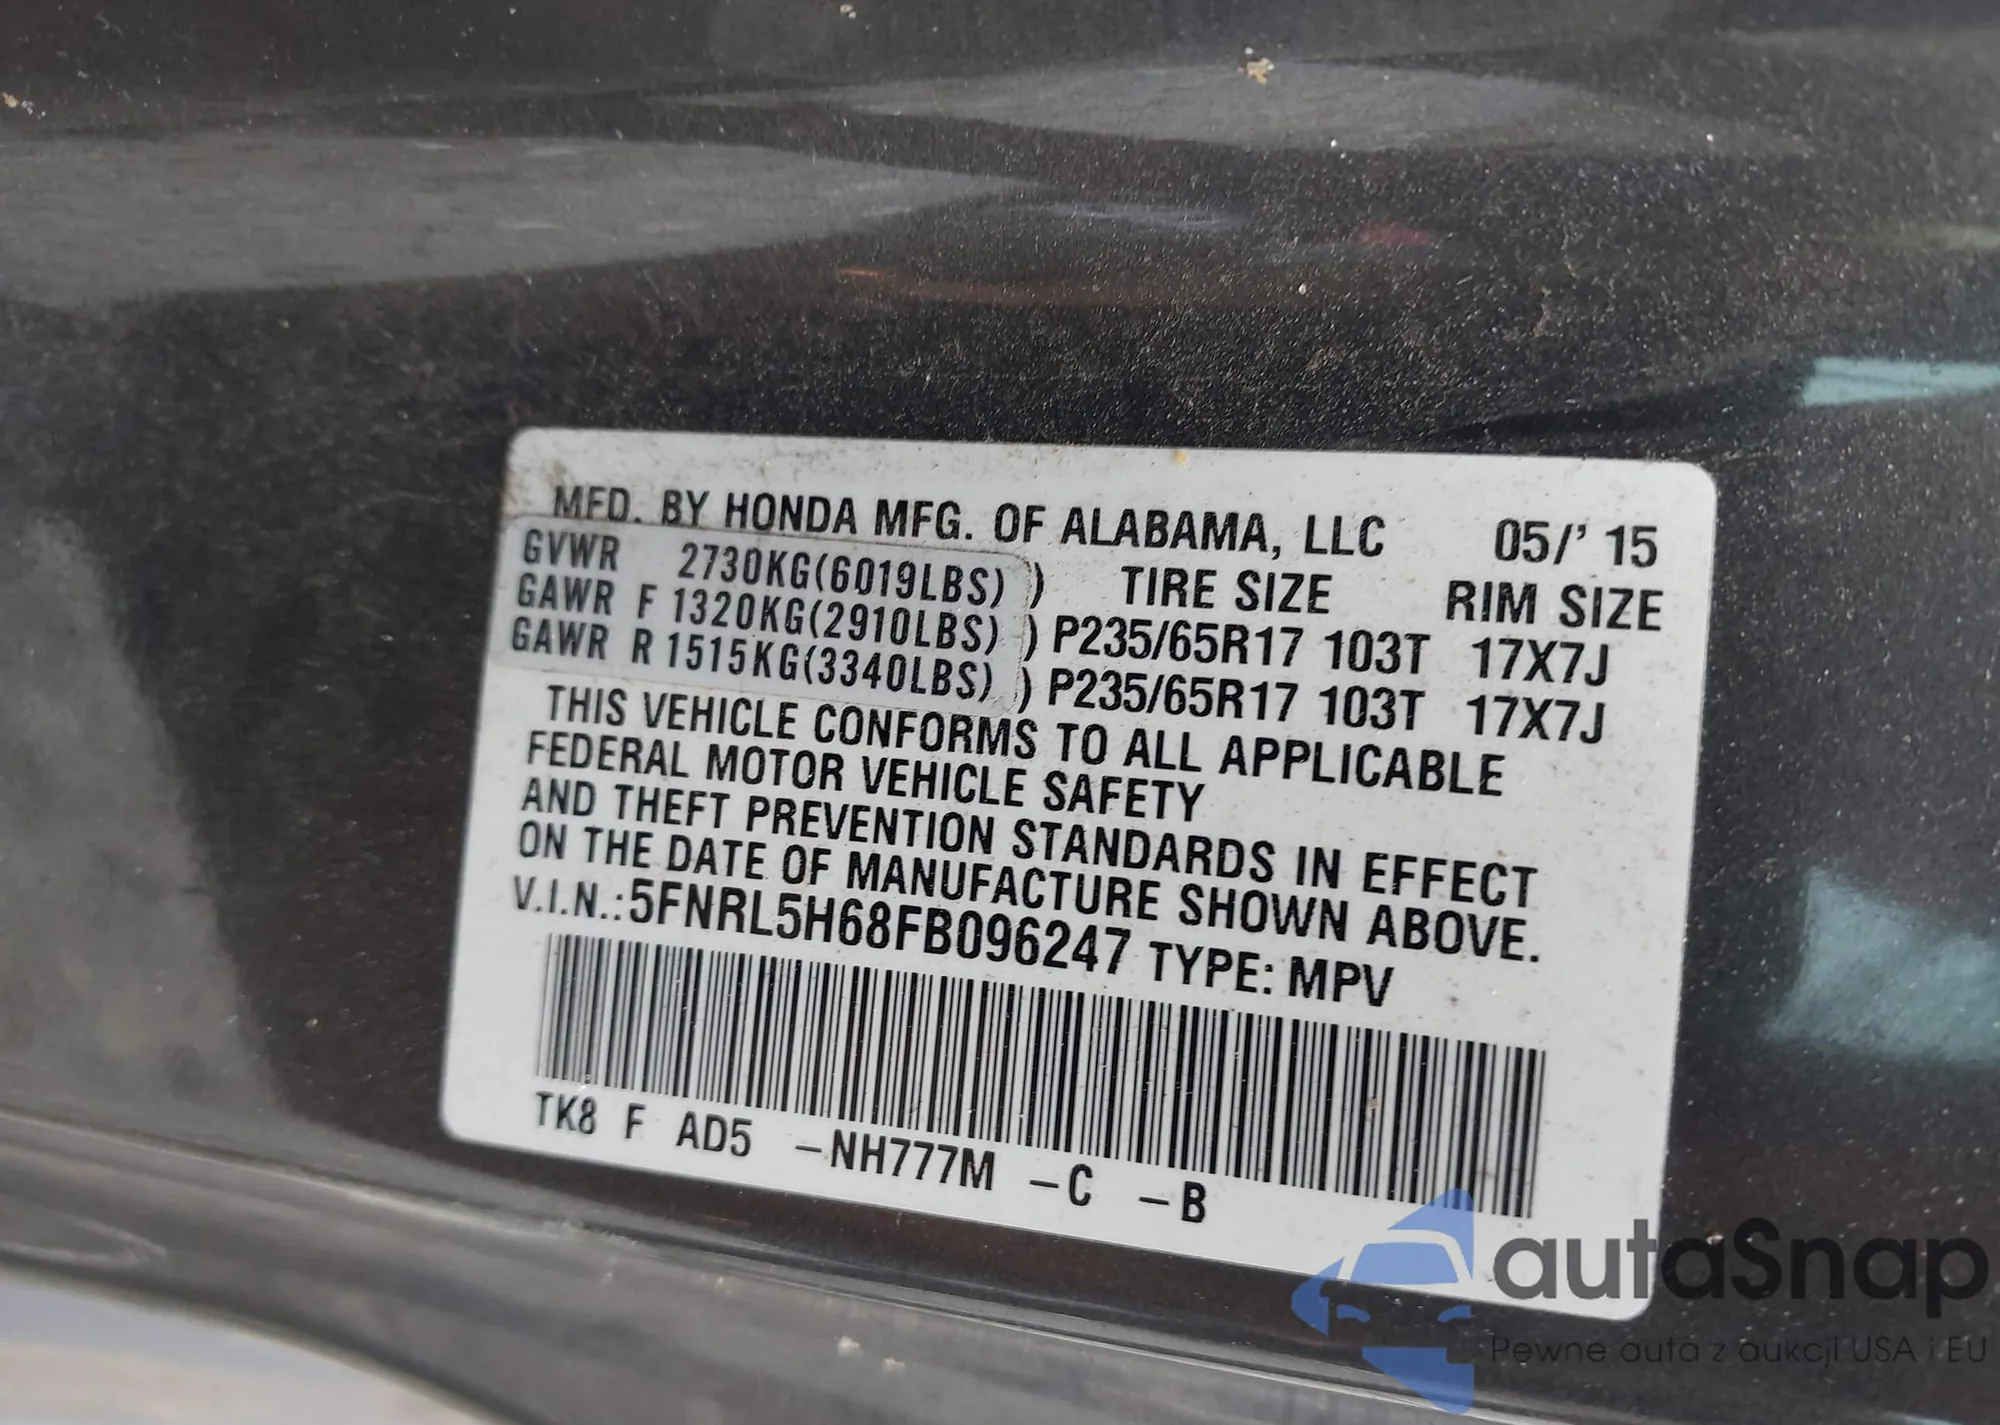 MFD. BY HONDA MFG. OF ALABAMA, LLC 05/' 15
GVWR 2730KG(6019LBS) ) TIRE SIZE RIM SIZE
GAWR F 1320KG(2910LBS) ) P235/65R17 103T 17X7J
GAWR R 1515KG(3340LBS) ) P235/65R17 103T 17X7J
THIS VEHICLE CONFORMS TO ALL APPLICABLE
FEDERAL MOTOR VEHICLE SAFETY
AND THEFT PREVENTION STANDARDS IN EFFECT
ON THE DATE OF MANUFACTURE SHOWN ABOVE.
V.I.N.:5FNRL5H68FB096247 TYPE: MPV
TK8 F AD5 -NH777M -C -B
autaSnap
Pewne auta z aukcji USA i EU